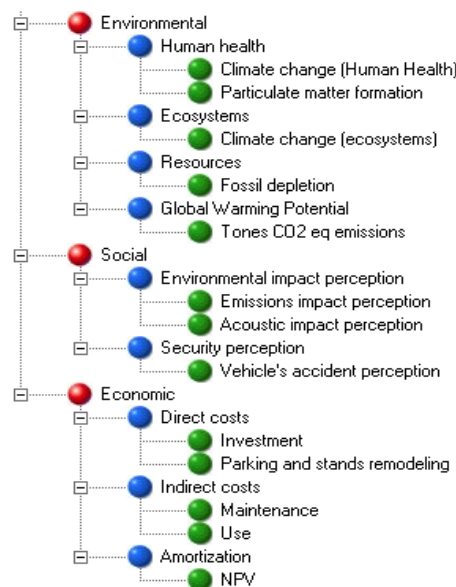 Environmental
Human health
Climate change (Human Health)
Particulate matter formation
Ecosystems
Climate change (ecosystems)
Resources
Fossil depletion
Global Warming Potential
Tones CO2 eq emissions
Social
Environmental impact perception
Emissions impact perception
Acoustic impact perception
Security perception
Vehicle's accident perception
Economic
Direct costs
Investment
Parking and stands remodeling
Indirect costs
Maintenance
Use
Amortization
NPV